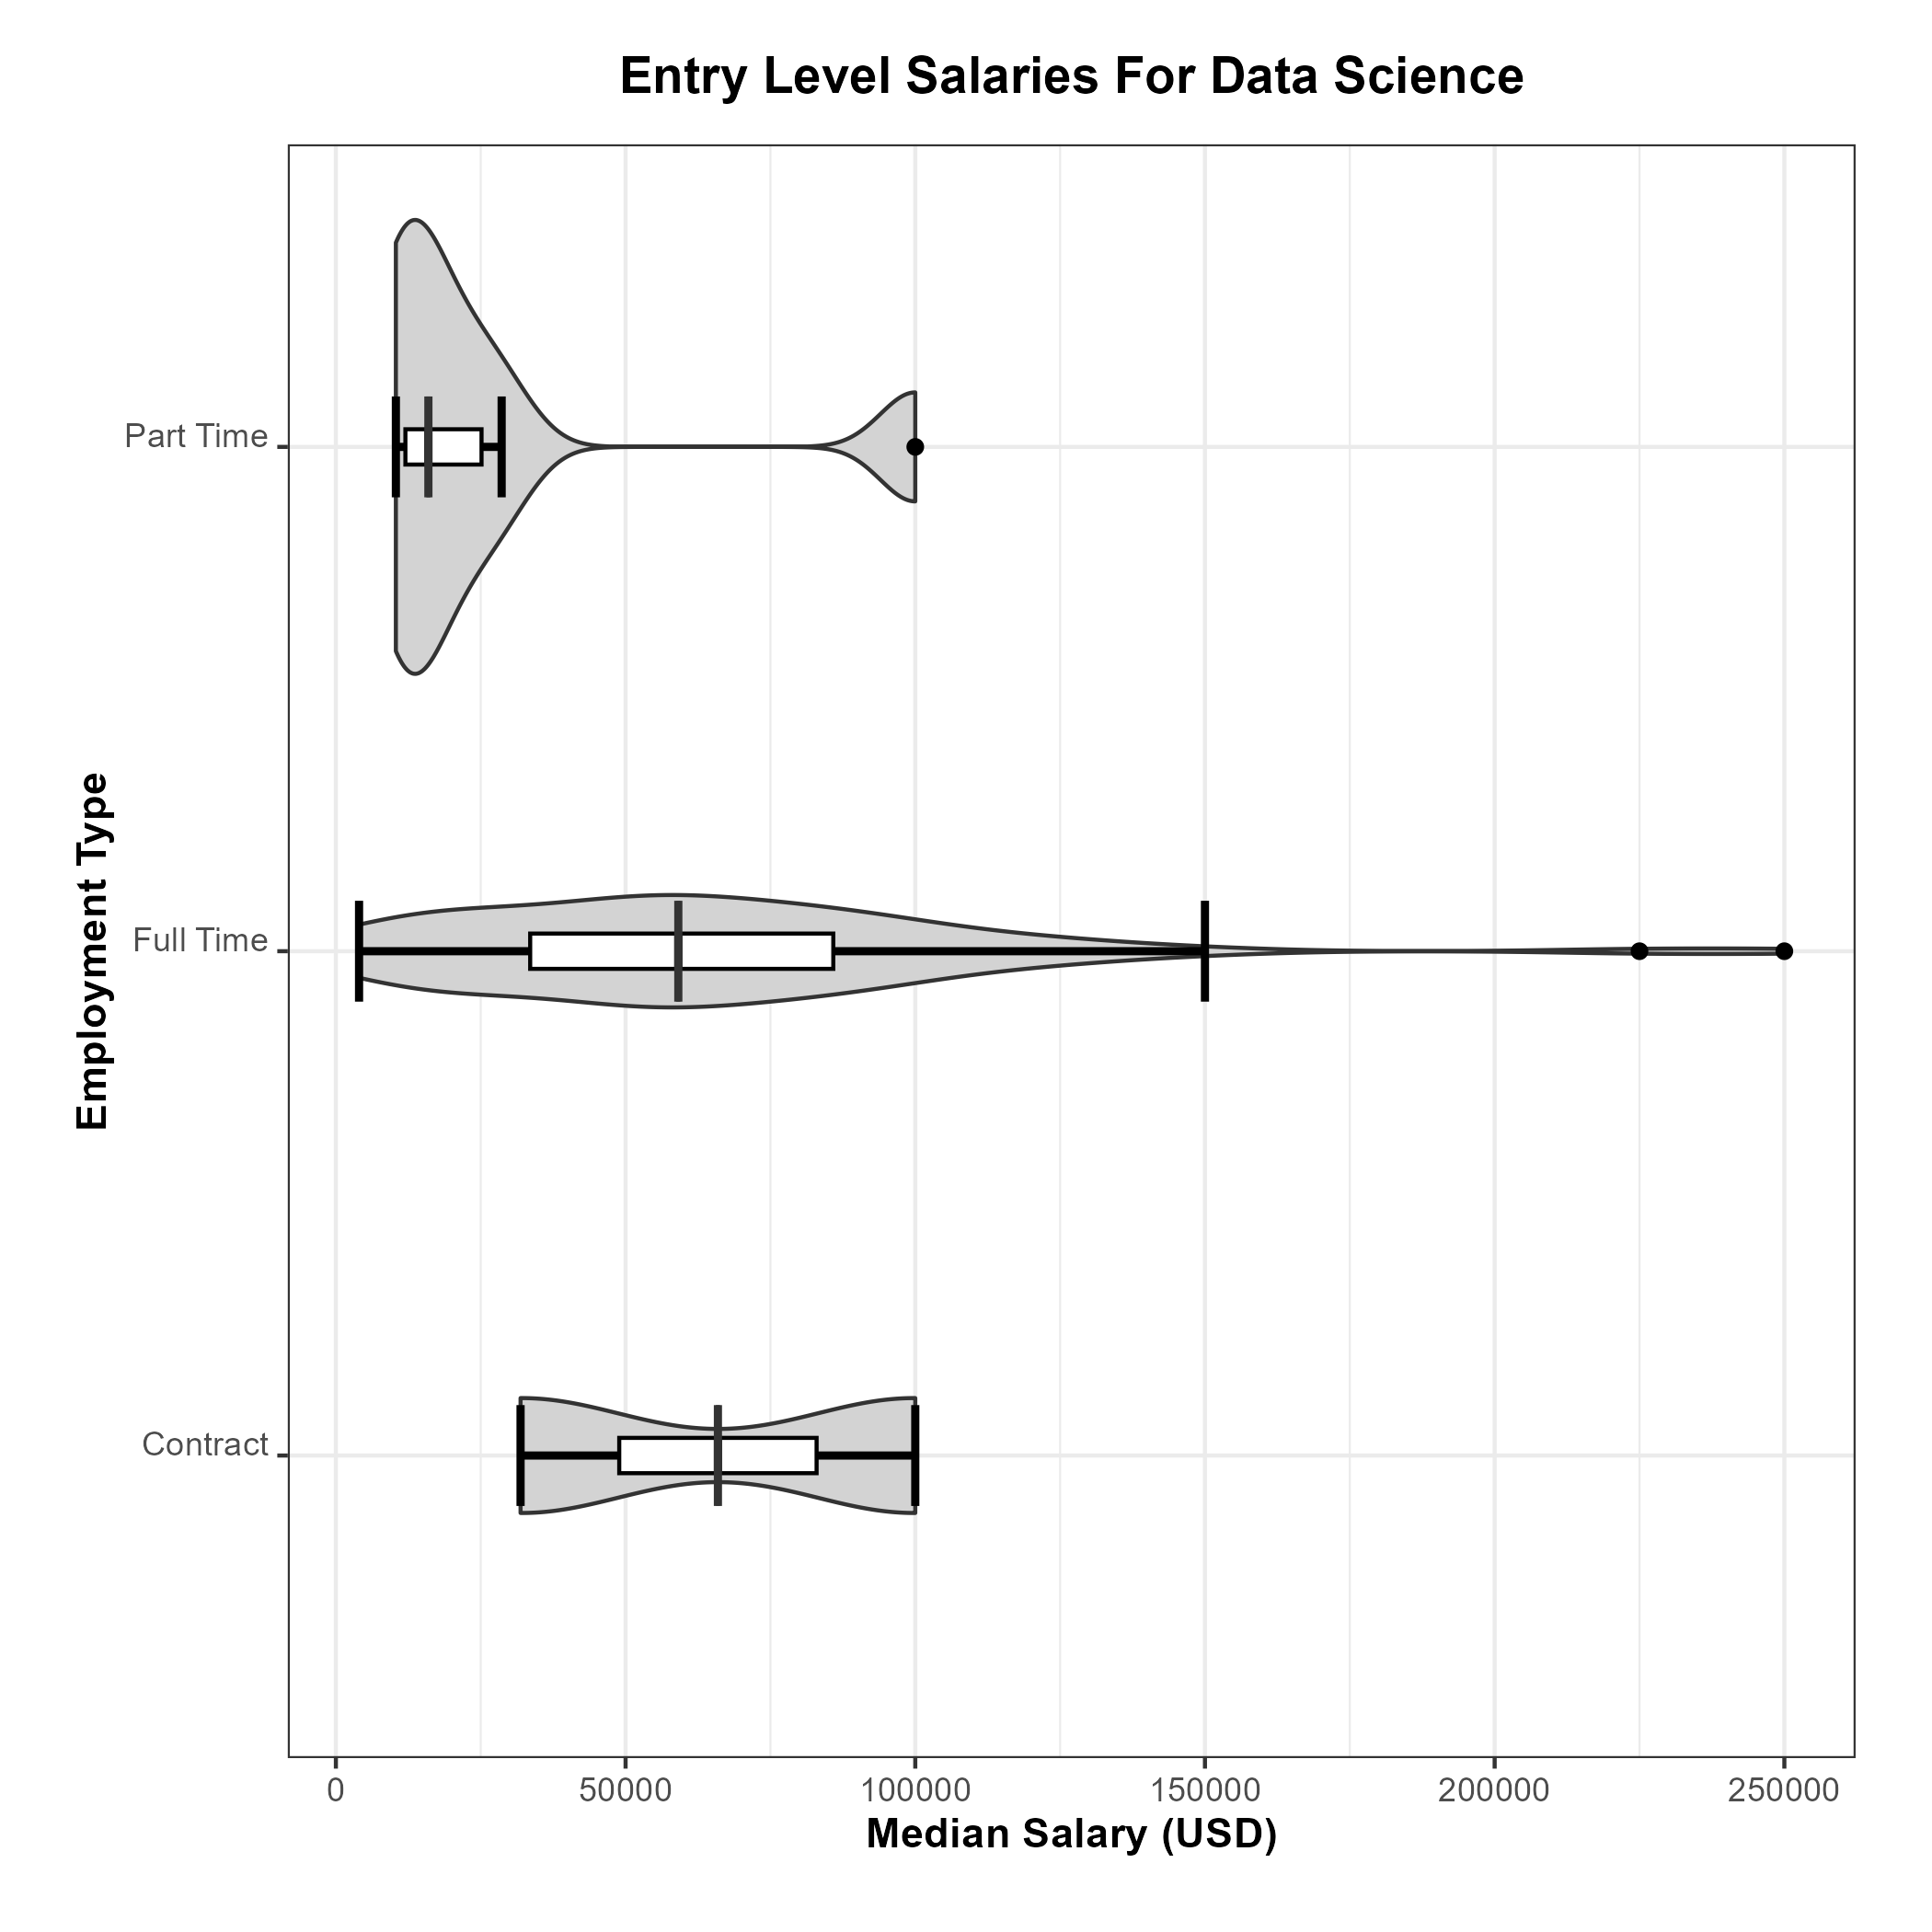 Entry Level Salaries For Data Science
Employment Type
Part Time
Full Time
Contract
0 50000 100000 150000 200000 250000
Median Salary (USD)